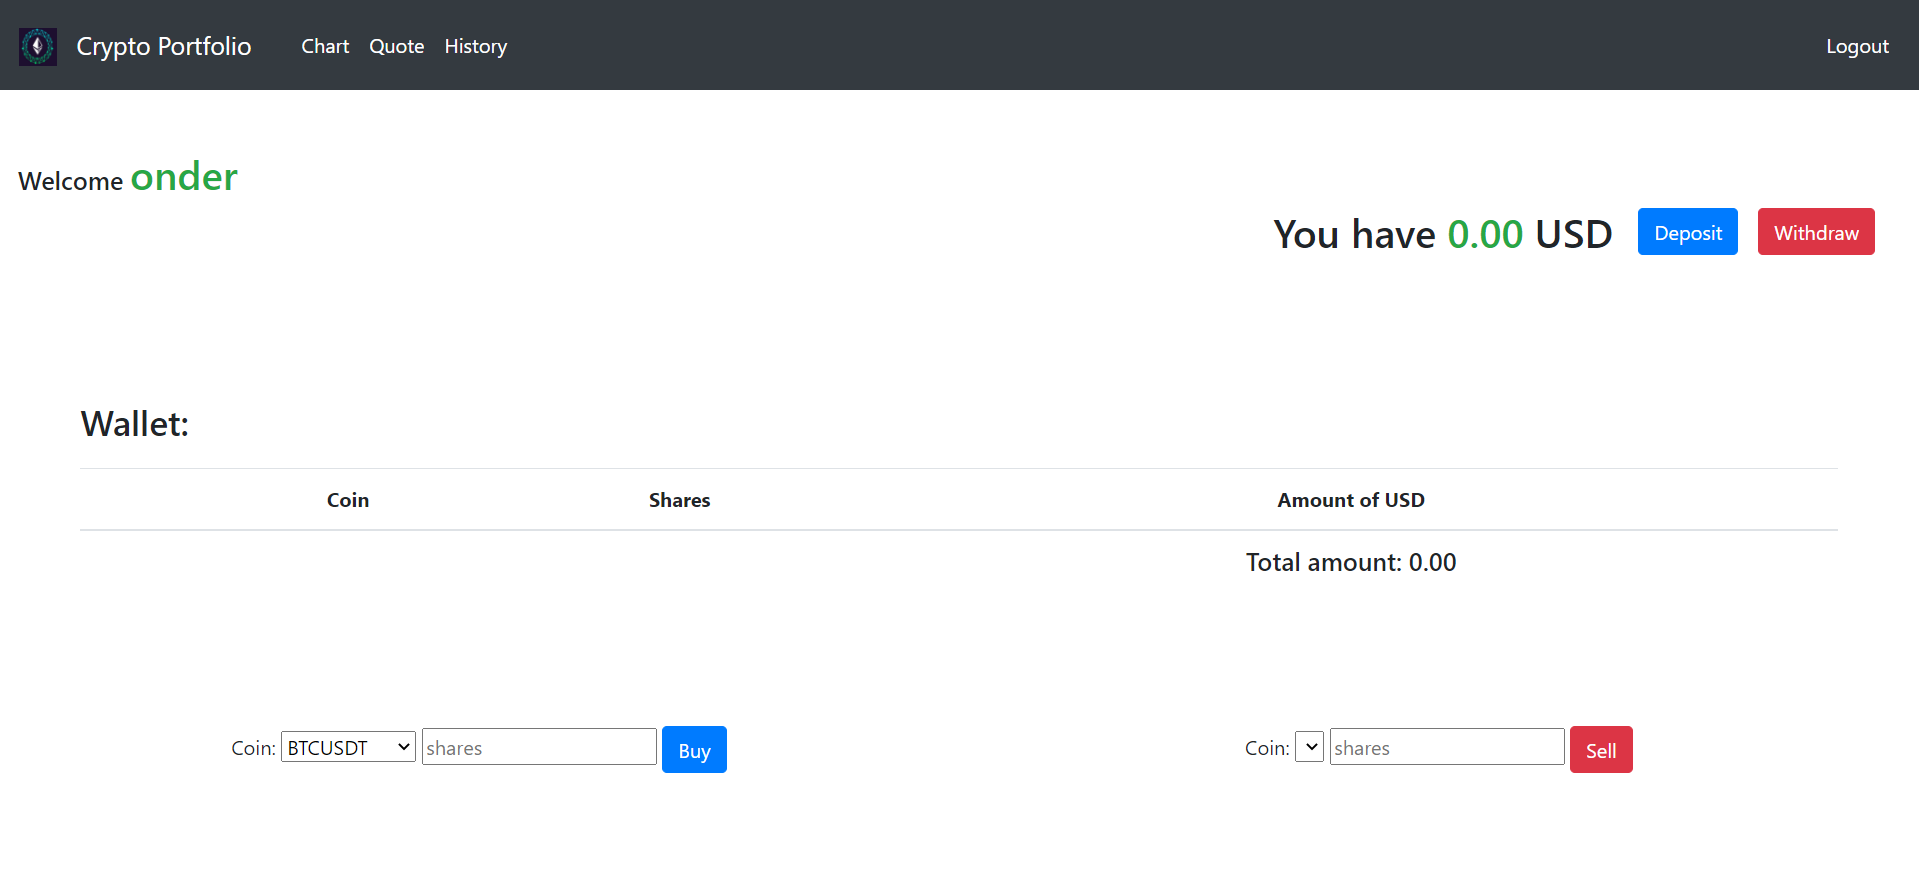 Crypto Portfolio Chart Quote History Logout
Welcome onder
You have 0.00 USD Deposit Withdraw
Wallet:
Coin Shares Amount of USD
Total amount: 0.00
Coin: BTCUSDT shares Buy Coin: shares Sell